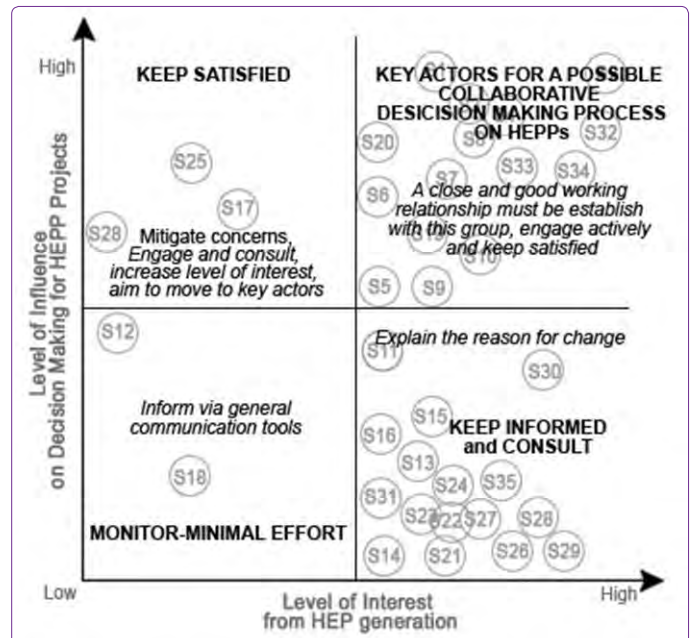 High
KEEP SATISFIED
KEY ACTORS FOR A POSSIBLE
COLLABORATIVE
DESICISION MAKING PROCESS
ON HEPPs
S20
S8
S32
S25
S33
S34
S7
S6
S17
A close and good working
relationship must be establish
with this group, engage actively
and keep satisfied
S28
Mitigate concerns,
Engage and consult,
increase level of interest,
aim to move to key actors
S10
S5
S9
Level of Influence
on Decision Making for HEPP Projects
S12
Explain the reason for change
S11
S30
Inform via general
communication tools
S15
S16
KEEP INFORMED
and CONSULT
S13
S18
S24
S35
S31
S22
S27
S28
MONITOR-MINIMAL EFFORT
S14
S21
S26
S29
Low
Level of Interest
from HEP generation
High